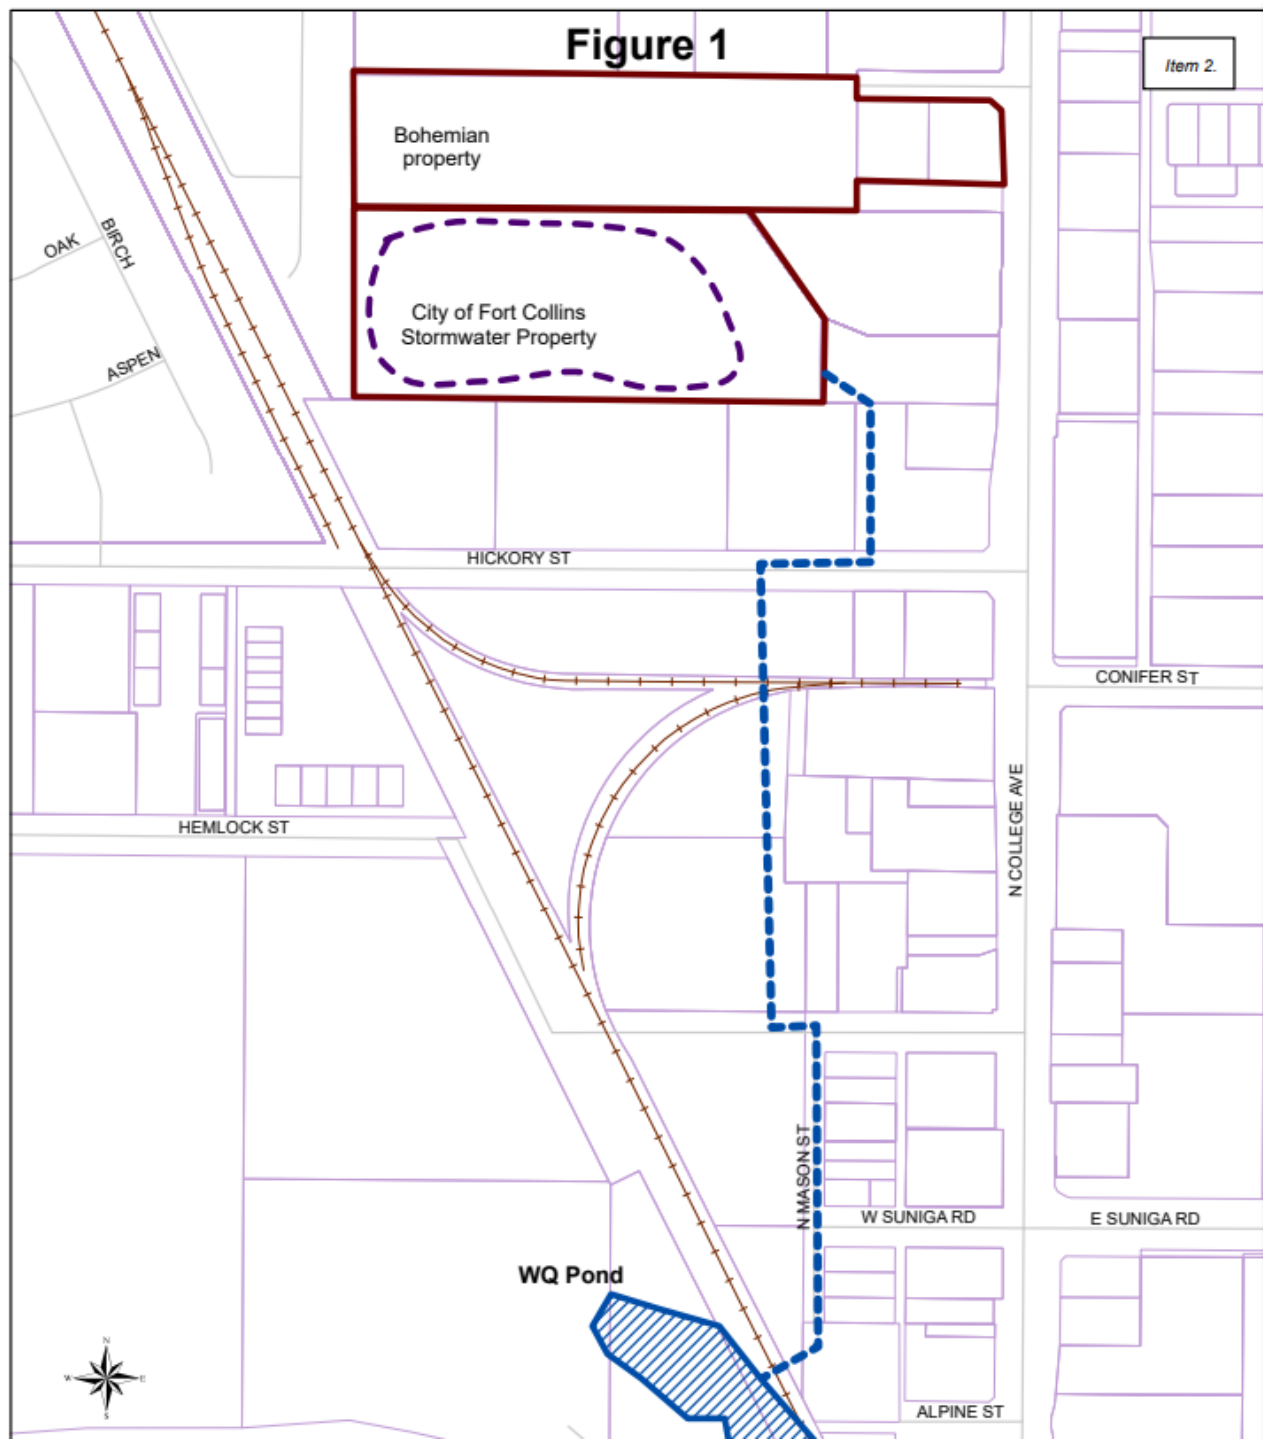 Figure 1
Item 2.
Bohemian
property
BIRCH
OAK
City of Fort Collins
Stormwater Property
ASPEN
HICKORY ST
CONIFER ST
N COLLEGE AVE
HEMLOCK ST
N MASON ST
W SUNIGA RD
E SUNIGA RD
WQ Pond
N
W
E
S
ALPINE ST